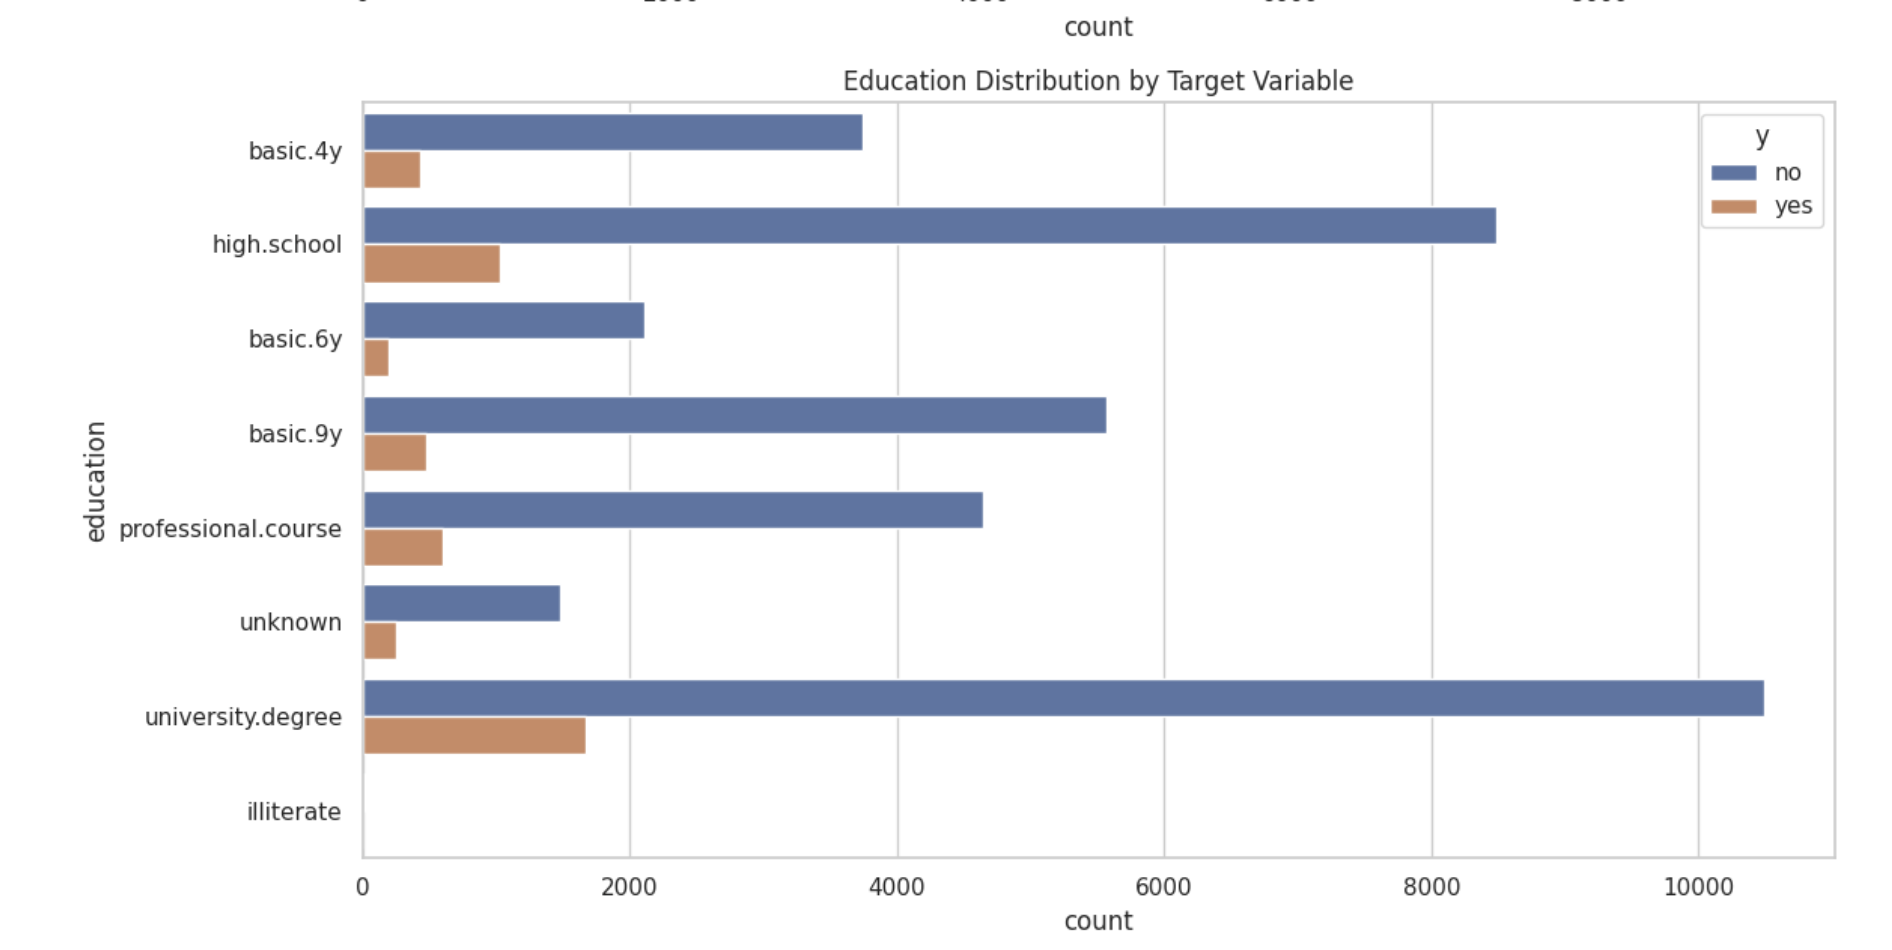 count
Education Distribution by Target Variable
y
no
yes
education
basic.4y
high.school
basic.6y
basic.9y
professional.course
unknown
university.degree
illiterate
0 2000 4000 6000 8000 10000
count